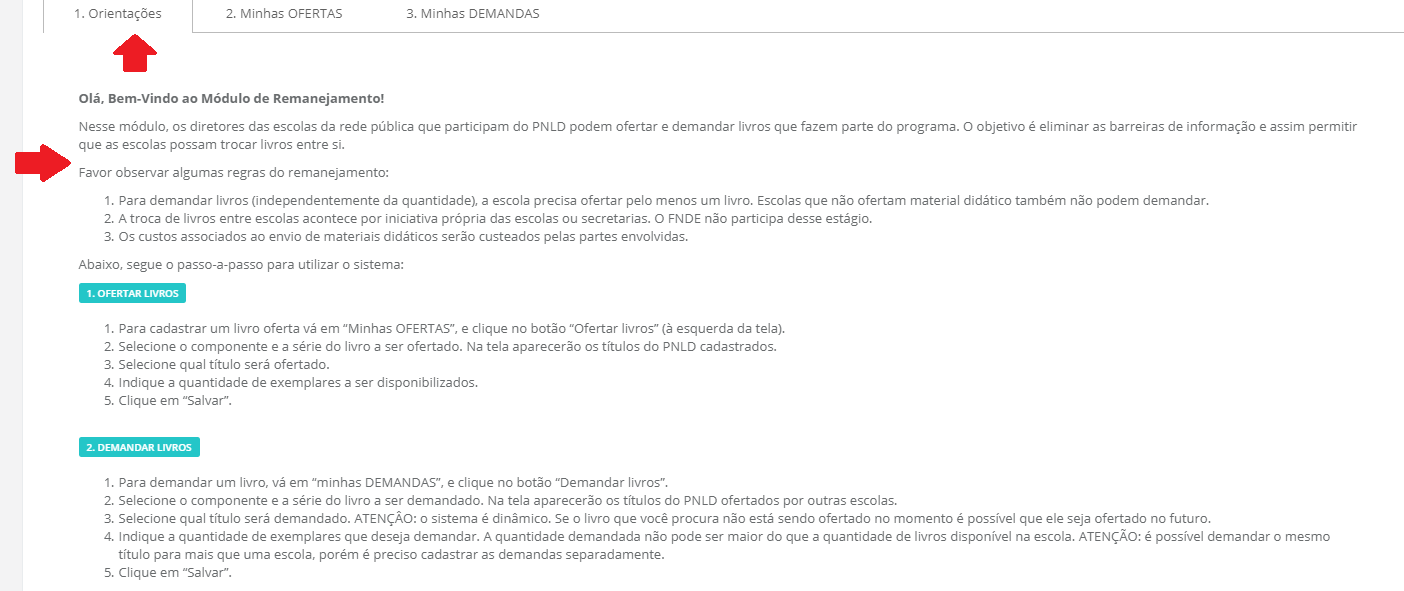 1. Orientações
2. Minhas OFERTAS
3. Minhas DEMANDAS
Olá, Bem-Vindo ao Módulo de Remanejamento!
Nesse módulo, os diretores das escolas da rede pública que participam do PNLD podem ofertar e demandar livros que fazem parte do programa. O objetivo é eliminar as barreiras de informação e assim permitir
que as escolas possam trocar livros entre si.
Favor observar algumas regras do remanejamento:
1. Para demandar livros (independentemente da quantidade), a escola precisa ofertar pelo menos um livro. Escolas que não ofertam material didático também não podem demandar.
2. A troca de livros entre escolas acontece por iniciativa própria das escolas ou secretarias. O FNDE não participa desse estágio.
3. Os custos associados ao envio de materiais didáticos serão custeados pelas partes envolvidas.
Abaixo, segue o passo-a-passo para utilizar o sistema:
1. OFERTAR LIVROS
1. Para cadastrar um livro oferta vá em “Minhas OFERTAS”, e clique no botão “Ofertar livros” (à esquerda da tela).
2. Selecione o componente e a série do livro a ser ofertado. Na tela aparecerão os títulos do PNLD cadastrados.
3. Selecione qual título será ofertado.
4. Indique a quantidade de exemplares a ser disponibilizados.
5. Clique em “Salvar”.
2. DEMANDAR LIVROS
1. Para demandar um livro, vá em “minhas DEMANDAS”, e clique no botão “Demandar livros”.
2. Selecione o componente e a série do livro a ser demandado. Na tela aparecerão os títulos do PNLD ofertados por outras escolas.
3. Selecione qual título será demandado. ATENÇÂO: o sistema é dinâmico. Se o livro que você procura não está sendo ofertado no momento é possível que ele seja ofertado no futuro.
4. Indique a quantidade de exemplares que deseja demandar. A quantidade demandada não pode ser maior do que a quantidade de livros disponível na escola. ATENÇÃO: é possível demandar o mesmo
título para mais que uma escola, porém é preciso cadastrar as demandas separadamente.
5. Clique em “Salvar”.